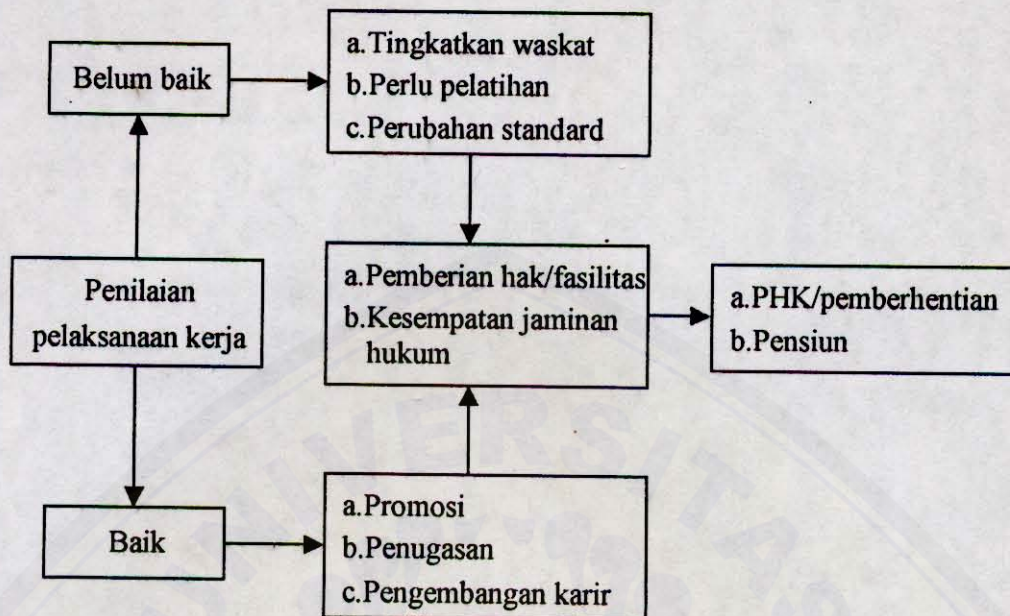 Belum baik
a.Tingkatkan waskat
b.Perlu pelatihan
c.Perubahan standard
Penilaian
pelaksanaan kerja
a.Pemberian hak/fasilitas
b.Kesempatan jaminan
hukum
a.PHK/pemberhentian
b.Pensiun
Baik
a.Promosi
b.Penugasan
c.Pengembangan karir
UNIVERSITA